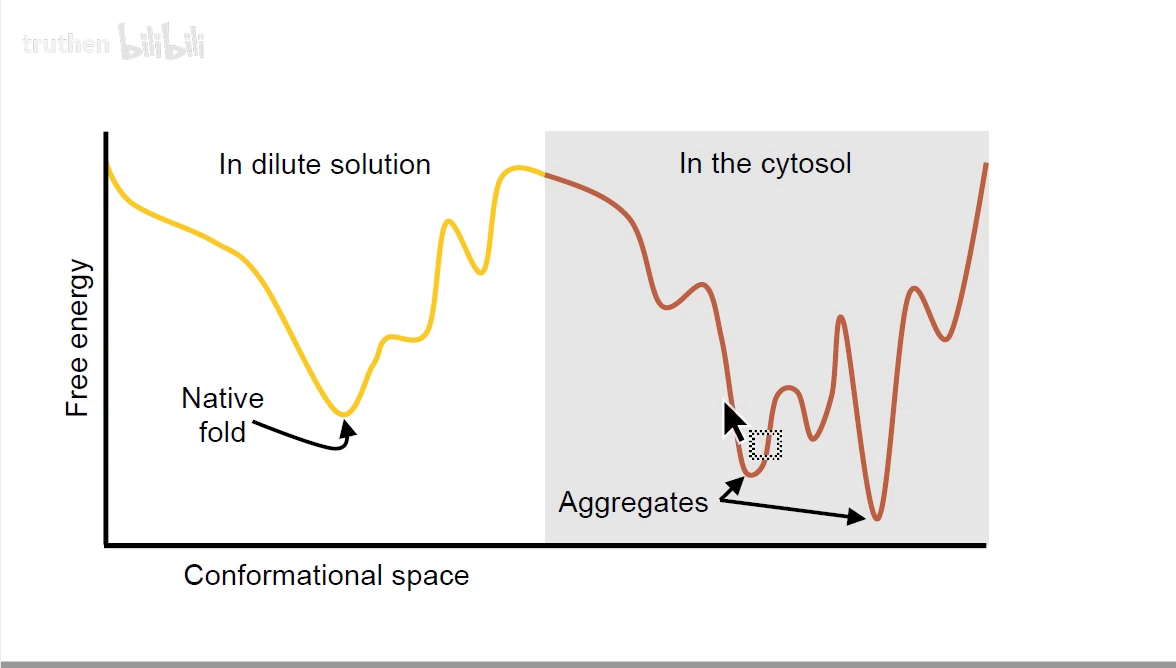 truthen bilibili
In dilute solution
In the cytosol
Free energy
Native
fold
Aggregates
Conformational space